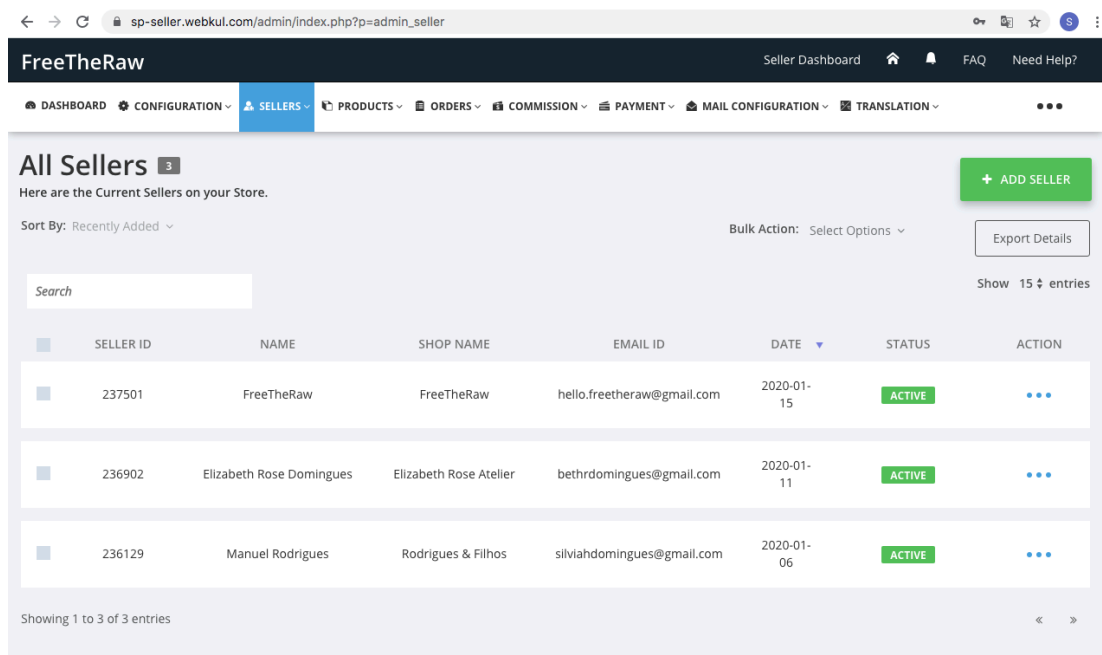 sp-seller.webkul.com/admin/index.php?p=admin_seller
S
FreeTheRaw
Seller Dashboard FAQ Need Help?
DASHBOARD CONFIGURATION SELLERS PRODUCTS ORDERS COMMISSION PAYMENT MAIL CONFIGURATION TRANSLATION
All Sellers 3
+ ADD SELLER
Here are the Current Sellers on your Store.
Sort By: Recently Added
Bulk Action: Select Options
Export Details
Search
Show 15 entries
SELLER ID NAME SHOP NAME EMAIL ID DATE STATUS ACTION
237501 FreeTheRaw FreeTheRaw hello.freetheraw@gmail.com 2020-01-15 ACTIVE
236902 Elizabeth Rose Domingues Elizabeth Rose Atelier bethrdomingues@gmail.com 2020-01-11 ACTIVE
236129 Manuel Rodrigues Rodrigues & Filhos silviahdomingues@gmail.com 2020-01-06 ACTIVE
Showing 1 to 3 of 3 entries
« »